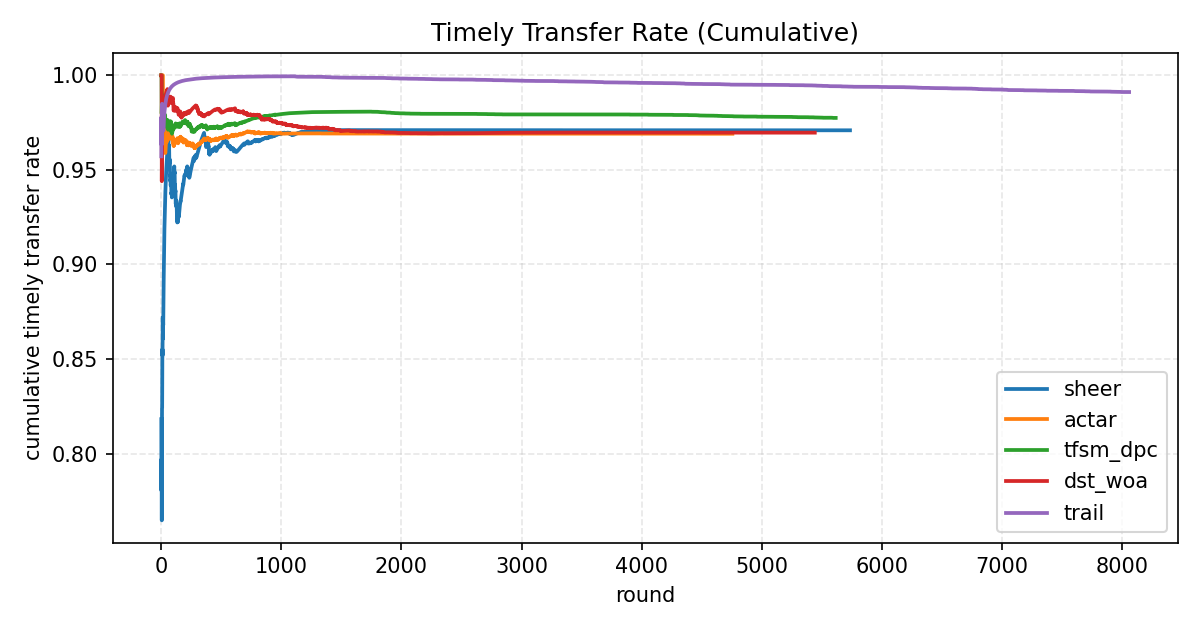 Timely Transfer Rate (Cumulative)
cumulative timely transfer rate
1.00
0.95
0.90
0.85
0.80
sheer
actar
tfsm_dpc
dst_woa
trail
0 1000 2000 3000 4000 5000 6000 7000 8000
round